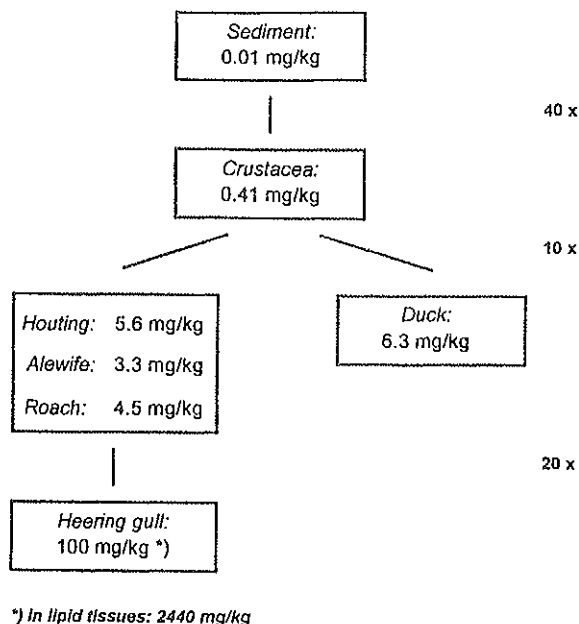 Sediment:
0.01 mg/kg
40 x
Crustacea:
0.41 mg/kg
10 x
Houting: 5.6 mg/kg
Alewife: 3.3 mg/kg
Roach: 4.5 mg/kg
Duck:
6.3 mg/kg
20 x
Heering gull:
100 mg/kg *)
*) In lipid tissues: 2440 mg/kg